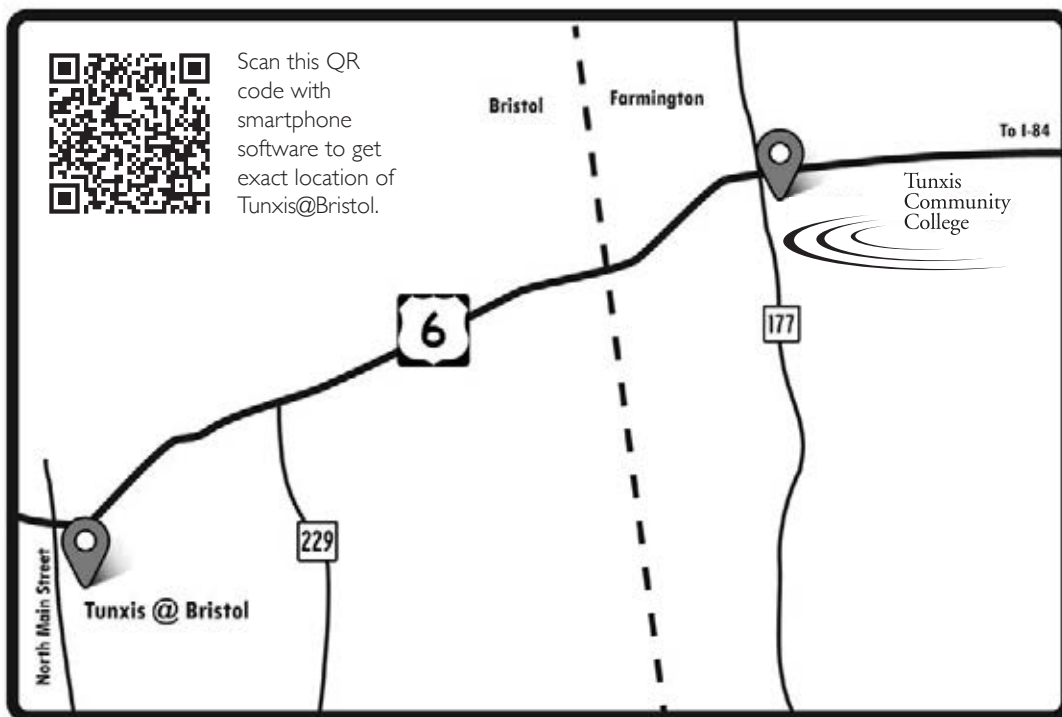 Scan this QR
code with
smartphone
software to get
exact location of
Tunxis@Bristol.
Bristol
Farmington
To I-84
Tunxis
Community
College
6
177
229
North Main Street
Tunxis @ Bristol